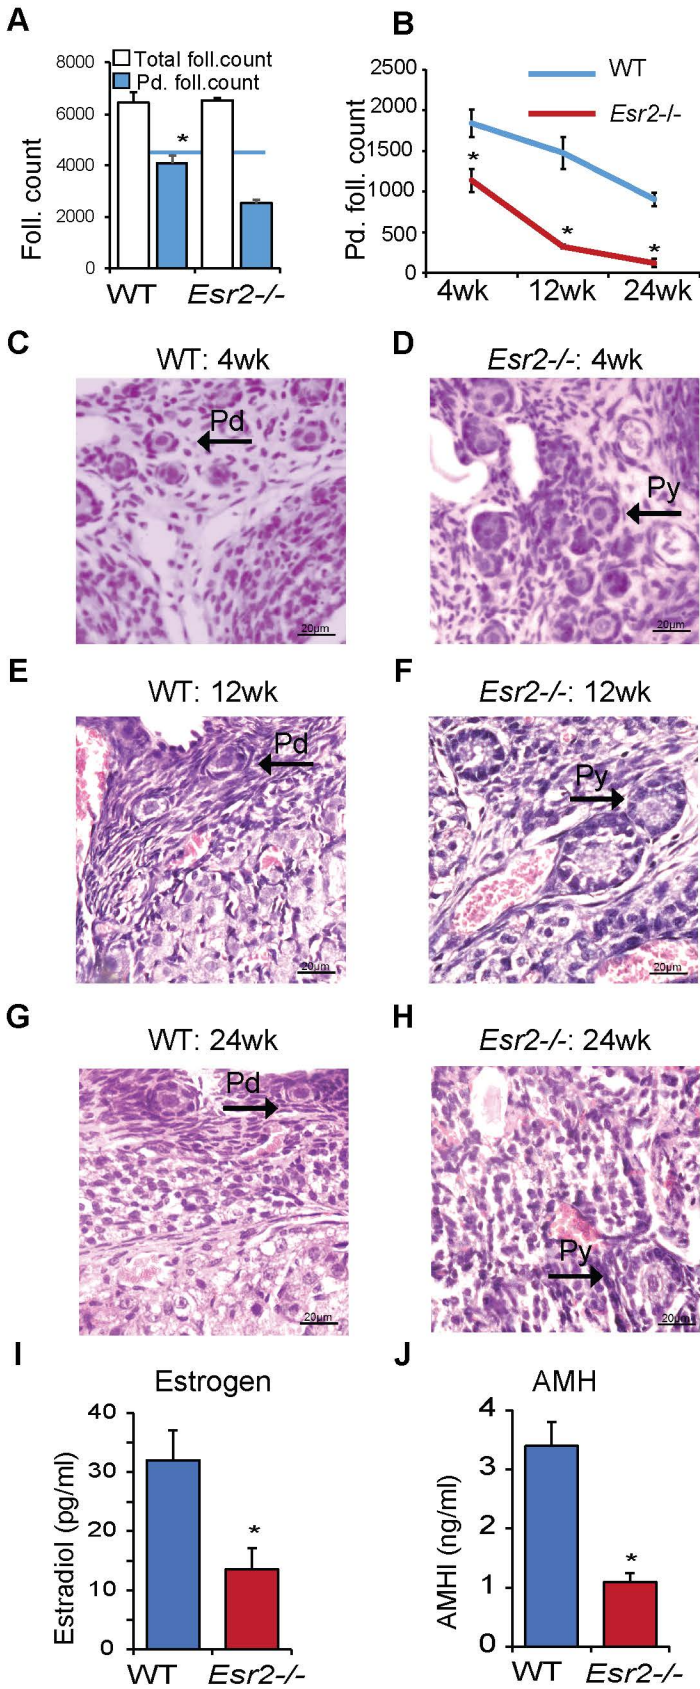 A
8000
6000
4000
2000
0
Foll. count
Total foll.count
Pd. foll.count
*
WT Esr2-/-
B
2500
2000
1500
1000
500
0
Pd. foll. count
WT
Esr2-/-
*
*
*
4wk 12wk 24wk
C
WT: 4wk
Pd
20μm
D
Esr2-/-: 4wk
Py
20μm
E
WT: 12wk
Pd
20μm
F
Esr2-/-: 12wk
Py
20μm
G
WT: 24wk
Pd
20μm
H
Esr2-/-: 24wk
Py
20μm
I
Estrogen
40
30
20
10
0
Estradiol (pg/ml)
*
WT Esr2-/-
J
AMH
4
3
2
1
0
AMHI (ng/ml)
*
WT Esr2-/-